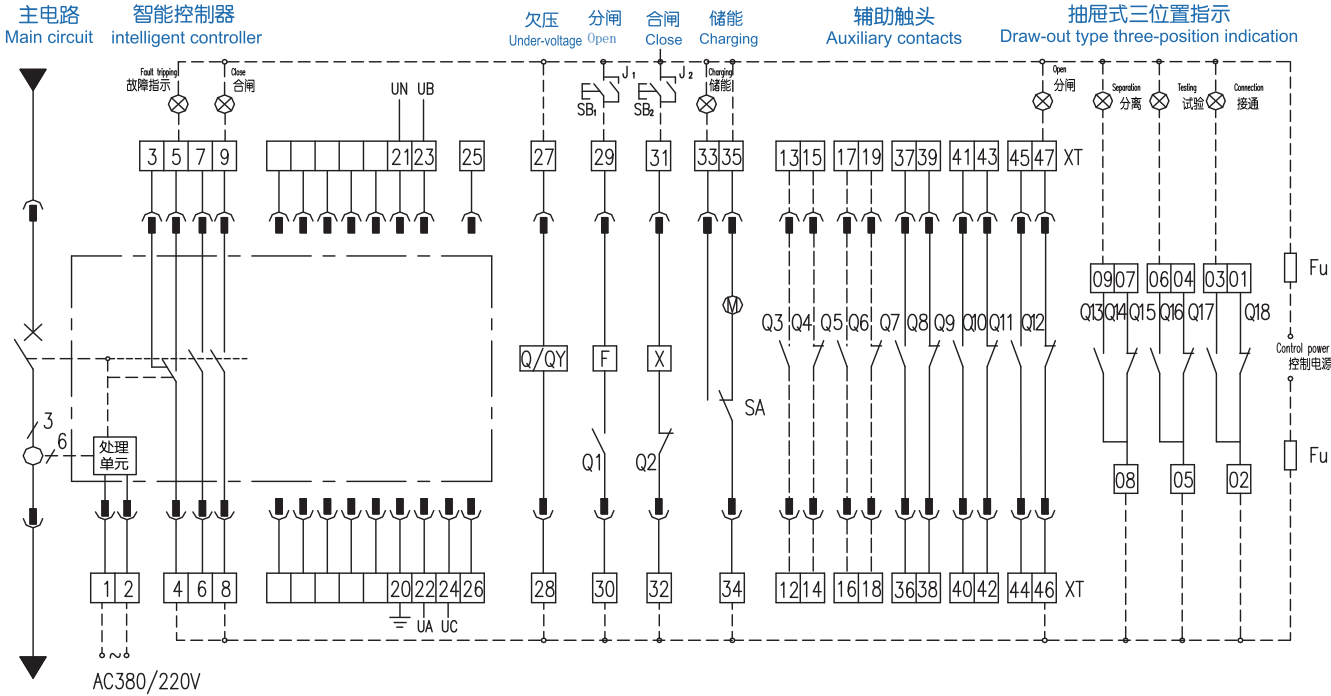 主电路 智能控制器 欠压 分闸 合闸 储能 辅助触头 抽屉式三位置指示
Main circuit intelligent controller Under-voltage Open Close Charging Auxiliary contacts Draw-out type three-position indication
Fault tripping Close J1 J2 Charging Open Separation Testing Connection
故障指示 合闸 储能 分闸 分离 试验 接通
UN UB SB1 SB2
3 5 7 9 21 23 25 27 29 31 33 35 13 15 17 19 37 39 41 43 45 47 XT
09 07 06 04 03 01 Fu
M
Q3 Q4 Q5 Q6 Q7 Q8 Q9 Q10 Q11 Q12 Q13 Q14 Q15 Q16 Q17 Q18
Q/QY F X Control power
控制电源
SA
3
6 处理
单元
Q1 Q2 Fu
08 05 02
1 2 4 6 8 20 22 24 26 28 30 32 34 12 14 16 18 36 38 40 42 44 46 XT
UA UC
~
AC380/220V